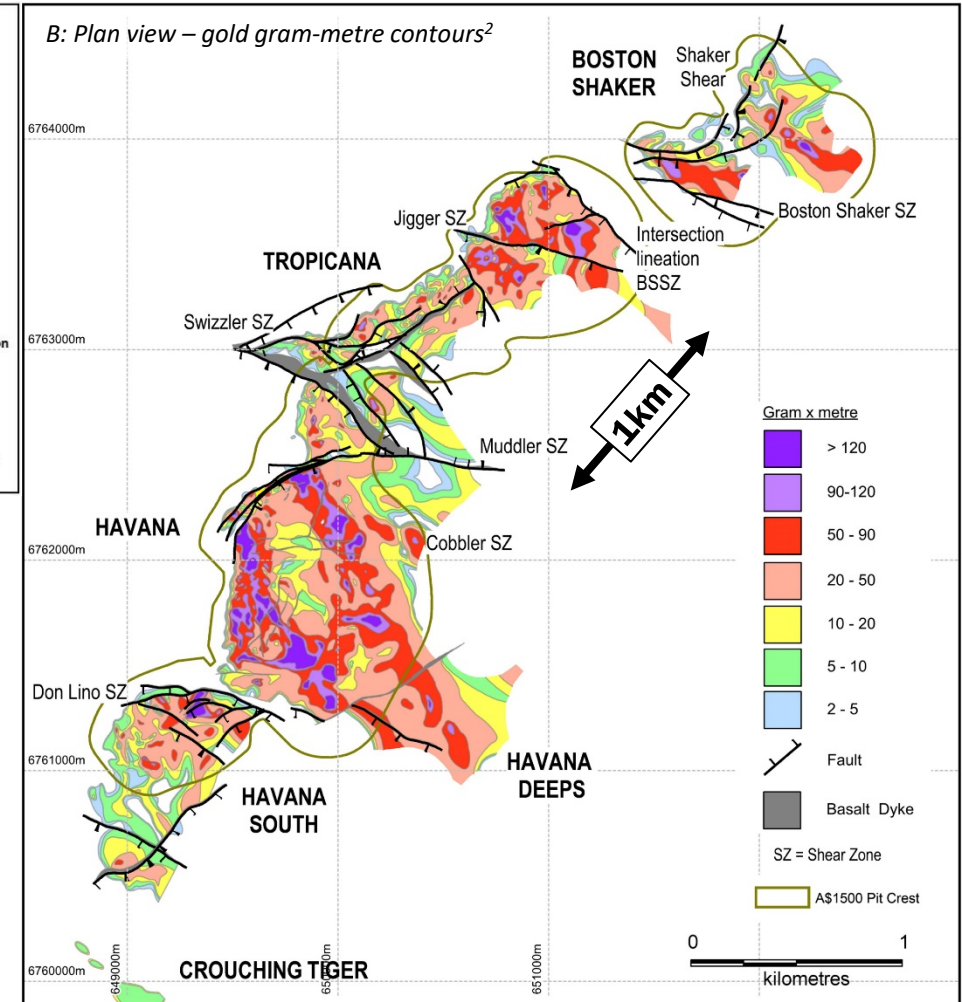 B: Plan view – gold gram-metre contours²
BOSTON
SHAKER
Shaker
Shear
6764000m
Boston Shaker SZ
Jigger SZ
Intersection
lineation
BSSZ
TROPICANA
Swizzler SZ
6763000m
1km
Muddler SZ
HAVANA
Cobbler SZ
6762000m
Don Lino SZ
6761000m
HAVANA
DEEPS
HAVANA
SOUTH
6760000m
649000m
CROUCHING TIGER
651000m
Gram x metre
> 120
90-120
50 - 90
20 - 50
10 - 20
5 - 10
2 - 5
Fault
Basalt Dyke
SZ = Shear Zone
A$1500 Pit Crest
0 1
kilometres
on